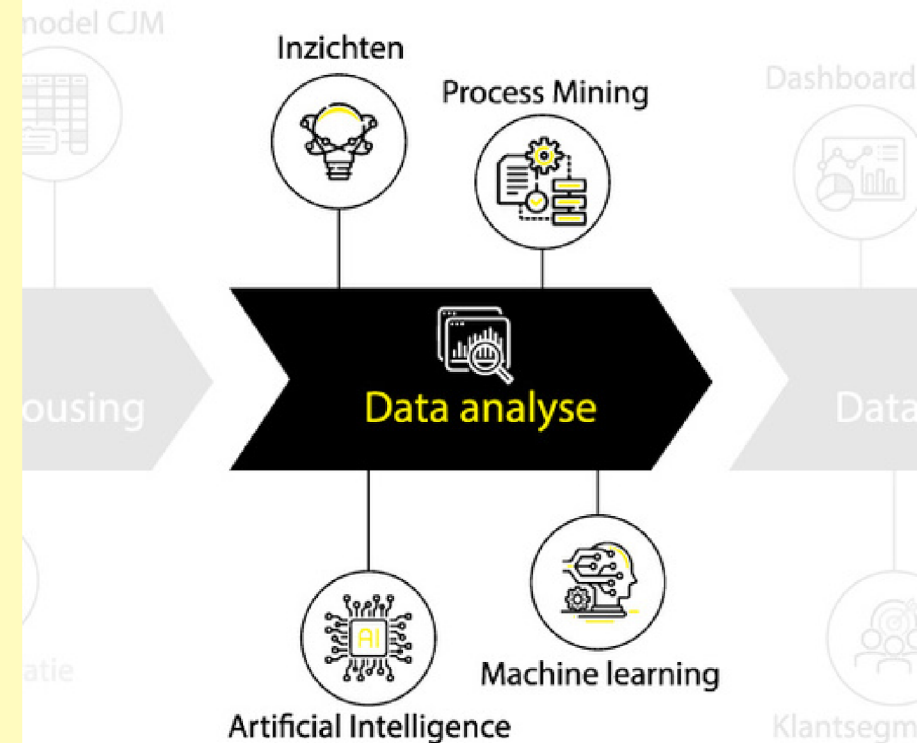 model CJM
Inzichten
Process Mining
Dashboard
ousing
Data analyse
Data
AI
Machine learning
atie
Artificial Intelligence
Klantsegm